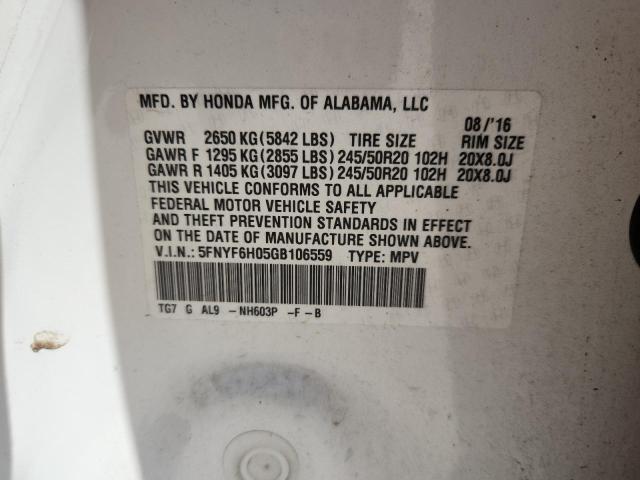 MFD. BY HONDA MFG. OF ALABAMA, LLC
08/'16
GVWR 2650 KG(5842 LBS) TIRE SIZE RIM SIZE
GAWR F 1295 KG(2855 LBS) 245/50R20 102H 20X8.0J
GAWR R 1405 KG(3097 LBS) 245/50R20 102H 20X8.0J
THIS VEHICLE CONFORMS TO ALL APPLICABLE
FEDERAL MOTOR VEHICLE SAFETY
AND THEFT PREVENTION STANDARDS IN EFFECT
ON THE DATE OF MANUFACTURE SHOWN ABOVE.
V.I.N.: 5FNYF6H05GB106559 TYPE: MPV
TG7 G AL9 -NH603P -F-B